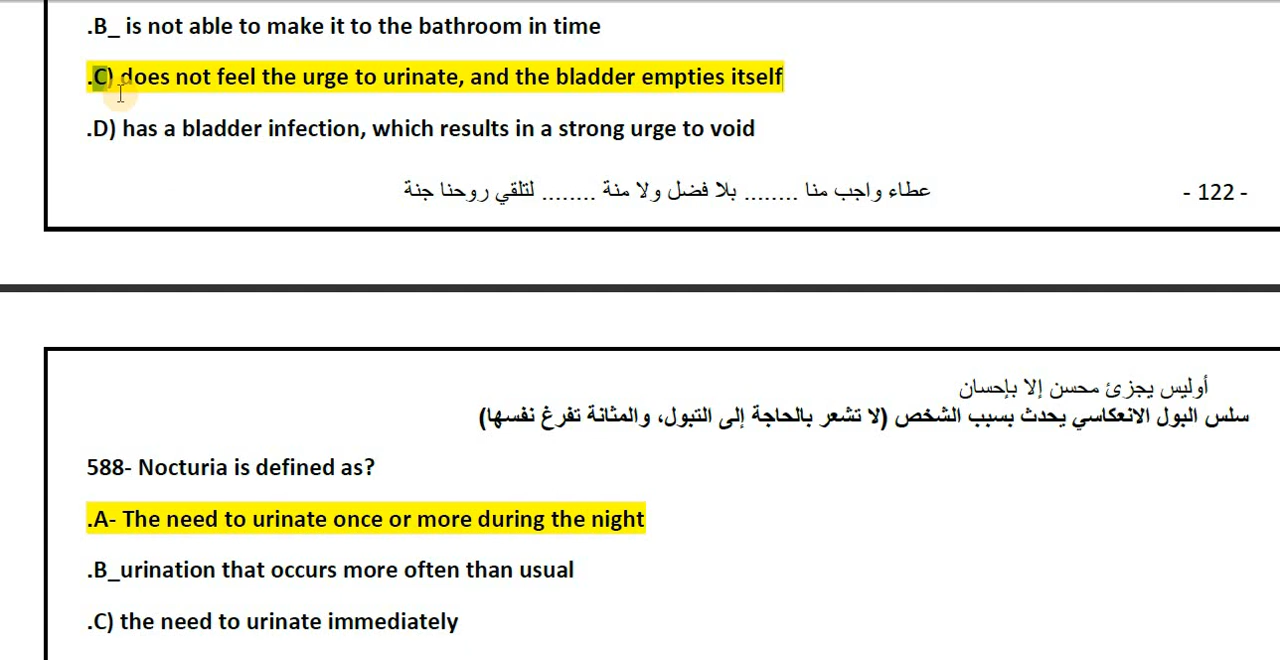 .B_ is not able to make it to the bathroom in time
.C) does not feel the urge to urinate, and the bladder empties itself
.D) has a bladder infection, which results in a strong urge to void
عطاء واجب منا ........ بلا فضل ولا منة ........ لتلقي روحنا جنة
- 122 -
أوليس يجزئ محسن إلا بإحسان
سلس البول الانعكاسي يحدث بسبب الشخص (لا تشعر بالحاجة إلى التبول، والمثانة تفرغ نفسها)
588- Nocturia is defined as?
.A- The need to urinate once or more during the night
.B_urination that occurs more often than usual
.C) the need to urinate immediately